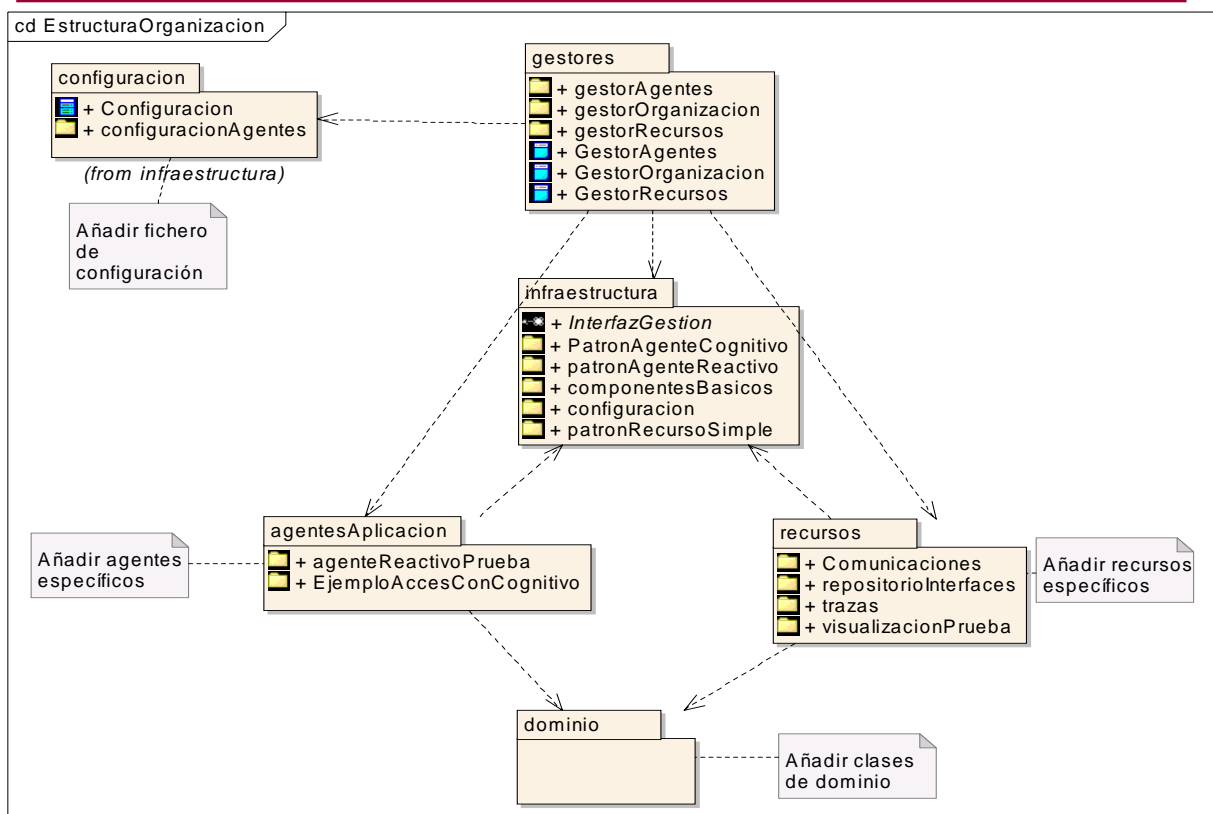 cd EstructuraOrganizacion
configuracion
+ Configuracion
+ configuracionAgentes
(from infraestructura)
Añadir fichero
de
configuración
gestores
+ gestorAgentes
+ gestorOrganizacion
+ gestorRecursos
+ GestorAgentes
+ GestorOrganizacion
+ GestorRecursos
infraestructura
+ InterfazGestion
+ PatronAgenteCognitivo
+ patronAgenteReactivo
+ componentesBasicos
+ configuracion
+ patronRecursoSimple
Añadir agentes
específicos
agentesAplicacion
+ agenteReactivoPrueba
+ EjemploAccesConCognitivo
recursos
+ Comunicaciones
+ repositorioInterfaces
+ trazas
+ visualizacionPrueba
Añadir recursos
específicos
dominio
Añadir clases
de dominio